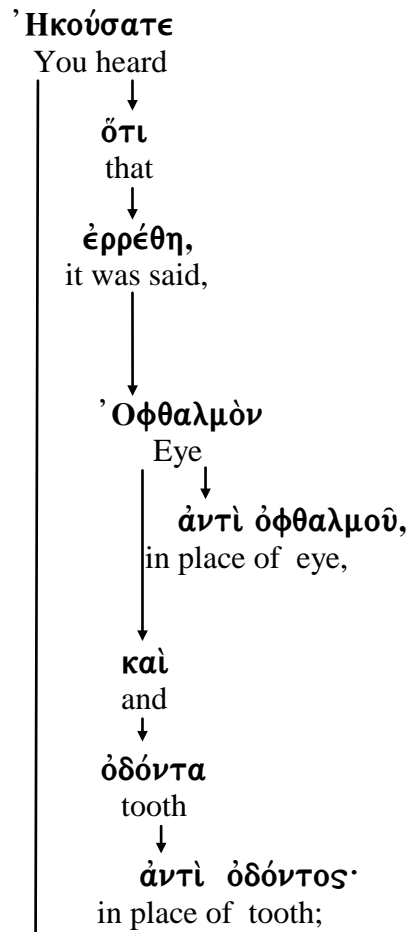 Ἠκούσατε
You heard
ὅτι
that
ἐρρέθη,
it was said,
Ὀφθαλμὸν
Eye
ἀντὶ ὀφθαλμοῦ,
in place of eye,
καὶ
and
ὀδόντα
tooth
ἀντὶ ὀδόντος·
in place of tooth;